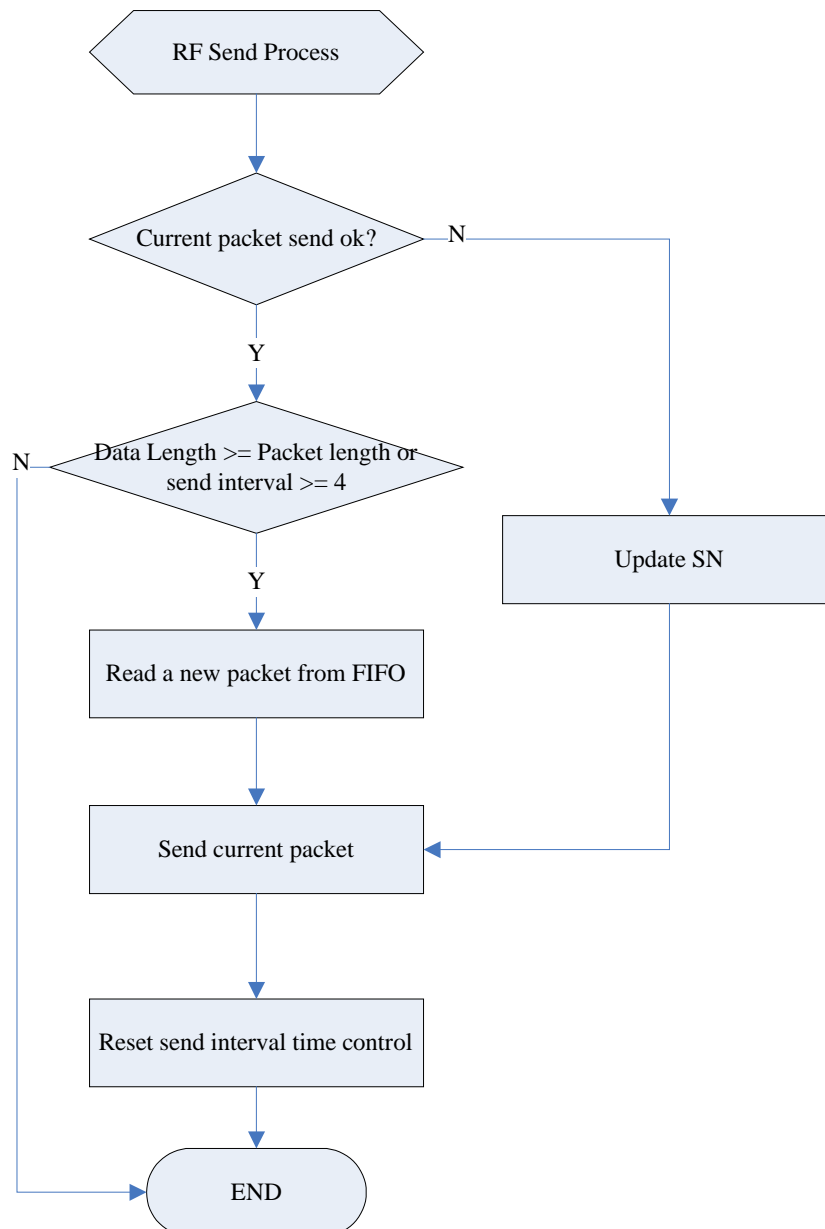 RF Send Process
Current packet send ok?
N
Y
Data Length >= Packet length or
send interval >= 4
N
Update SN
Y
Read a new packet from FIFO
Send current packet
Reset send interval time control
END